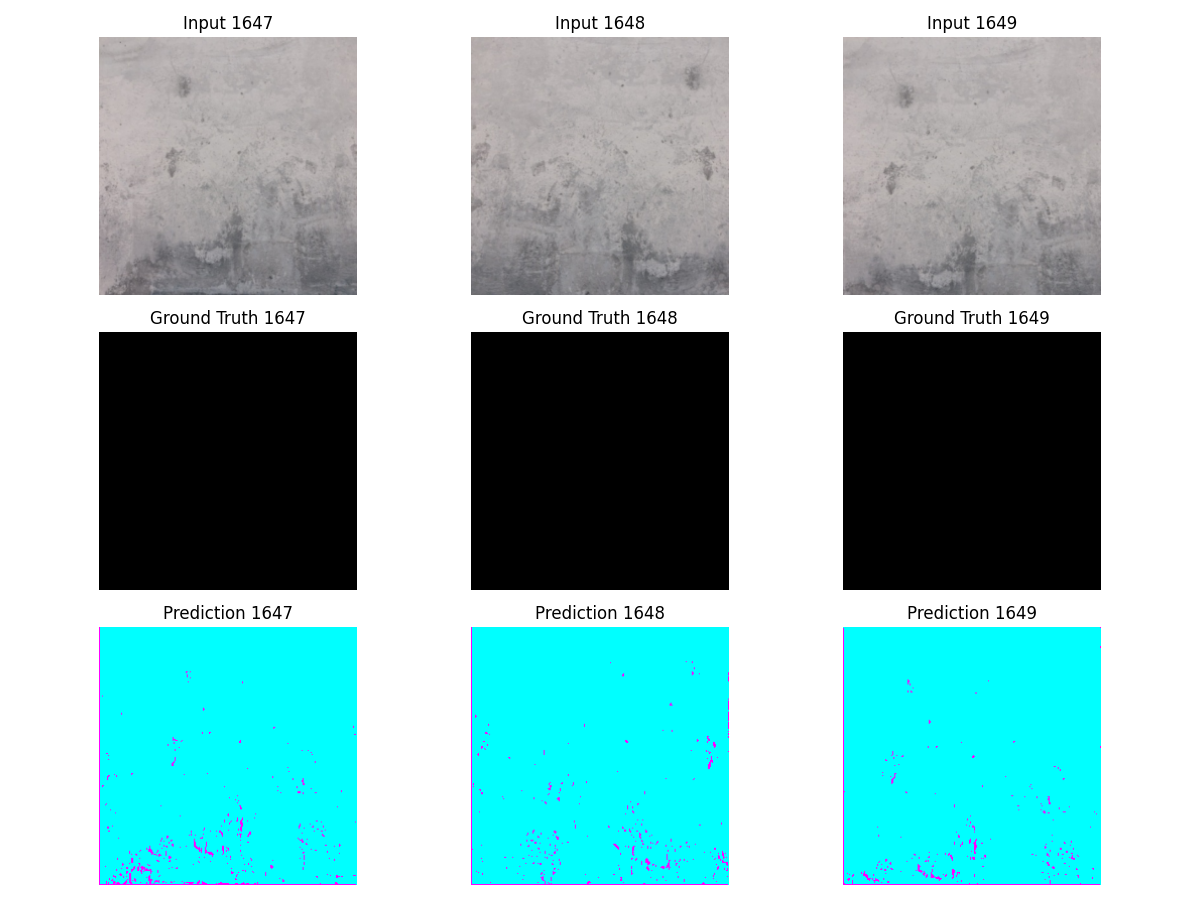 Input 1647
Input 1648
Input 1649
Ground Truth 1647
Ground Truth 1648
Ground Truth 1649
Prediction 1647
Prediction 1648
Prediction 1649